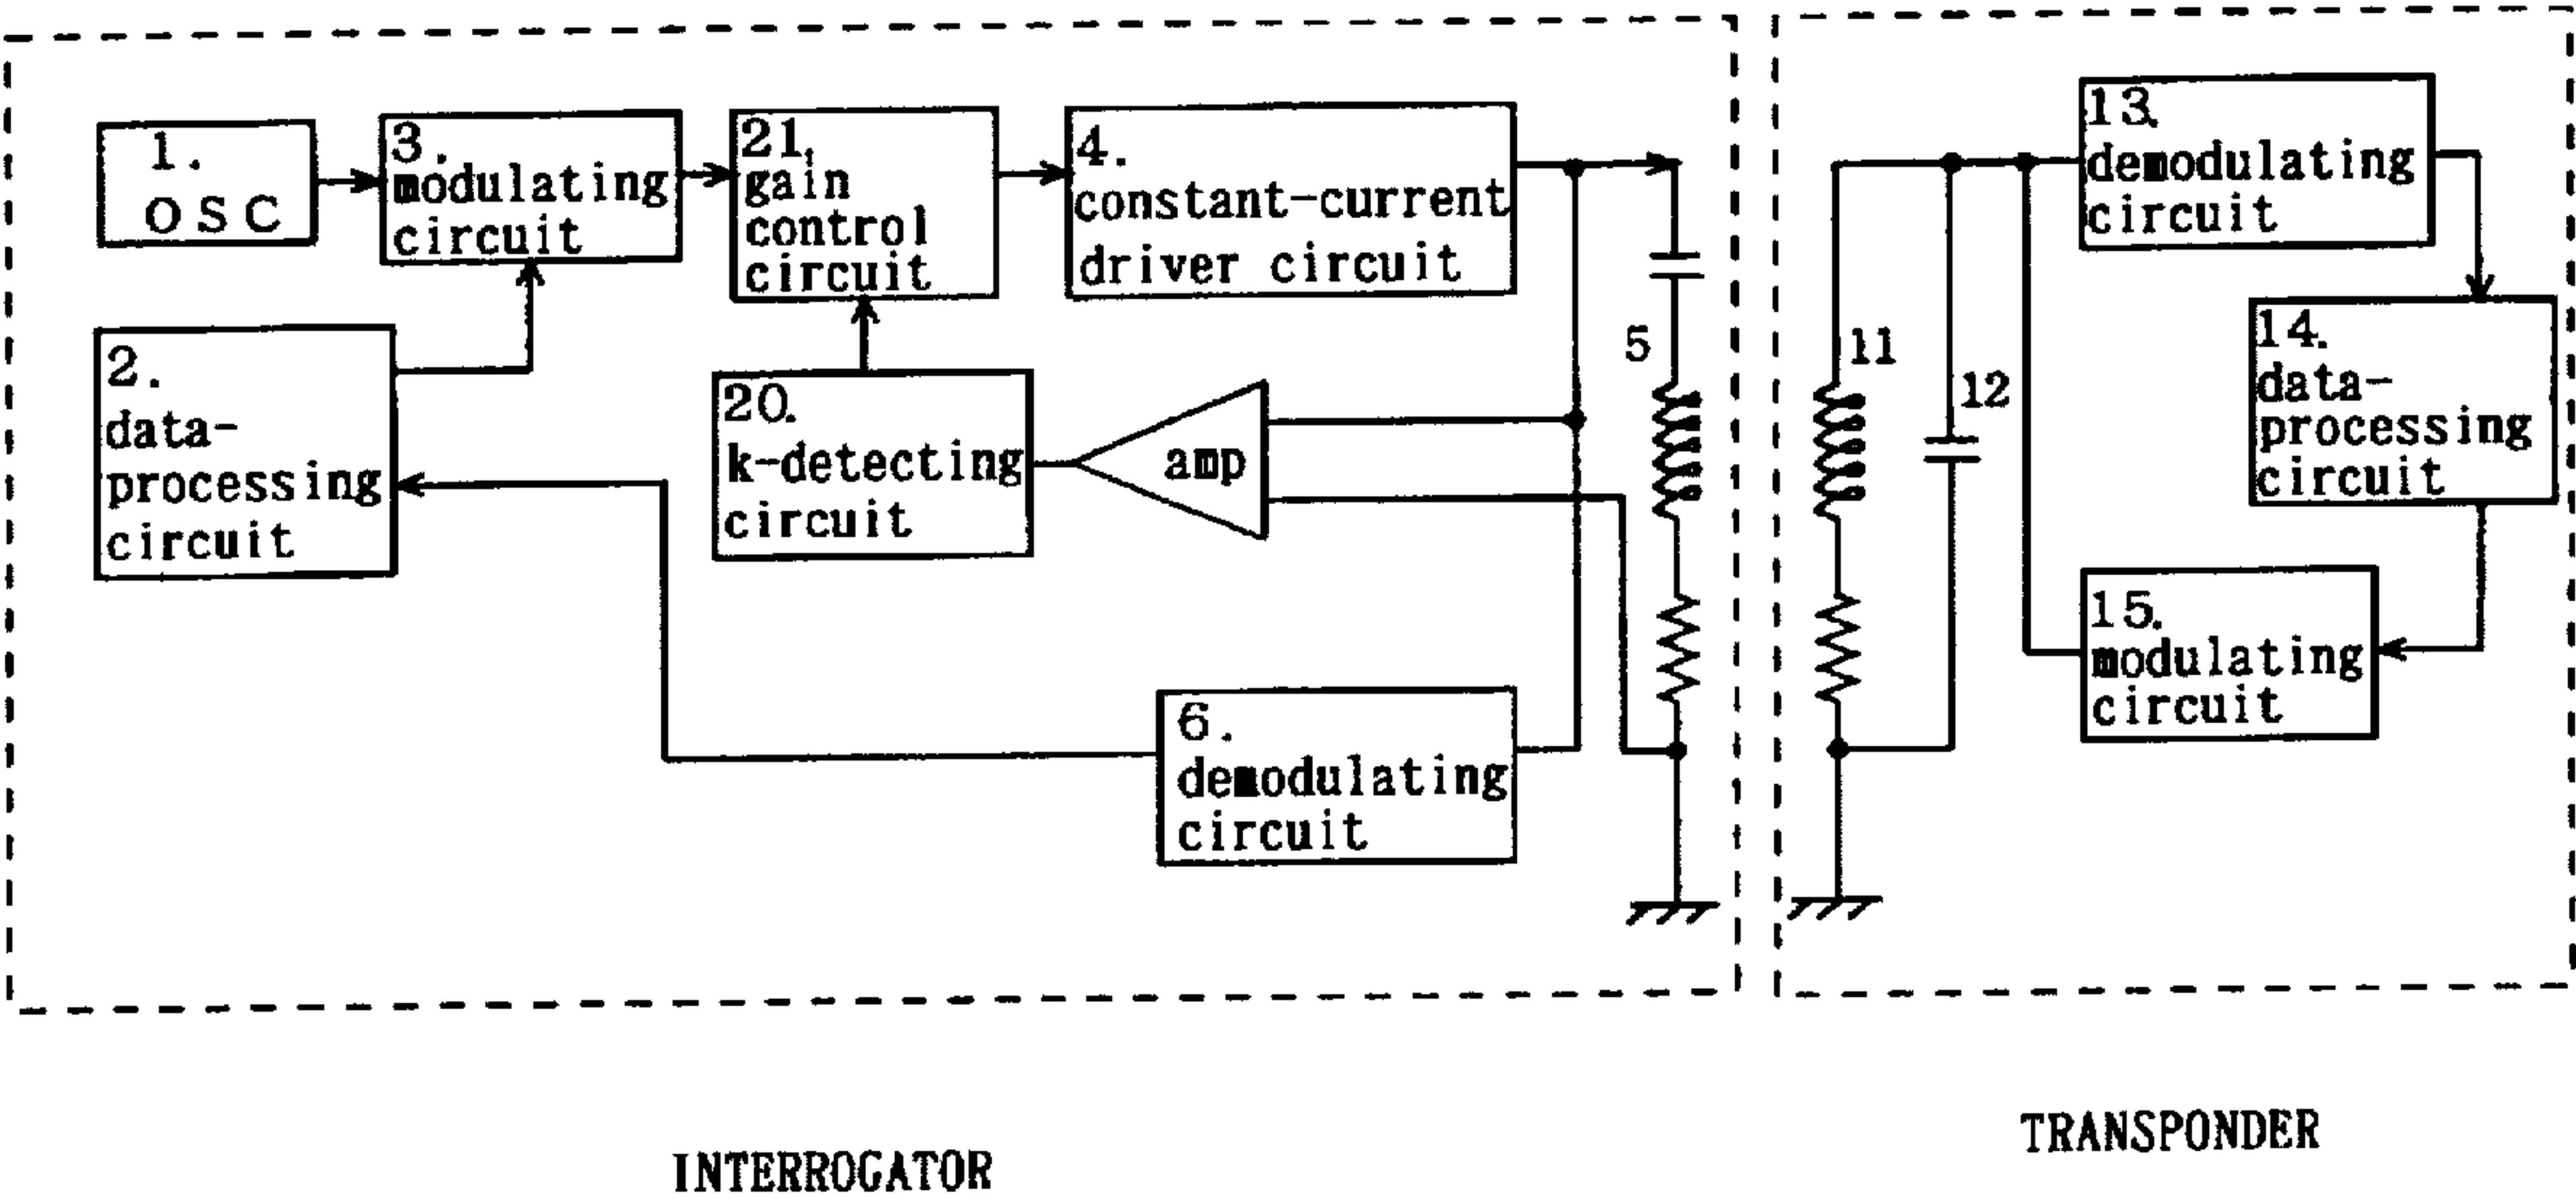 1.
OSC
3.
modulating
circuit
21.
gain
control
circuit
4.
constant-current
driver circuit
2.
data-
processing
circuit
20.
k-detecting
circuit
amp
5
6.
demodulating
circuit
11
12
13.
demodulating
circuit
14.
data-
processing
circuit
15.
modulating
circuit
INTERROGATOR
TRANSPONDER